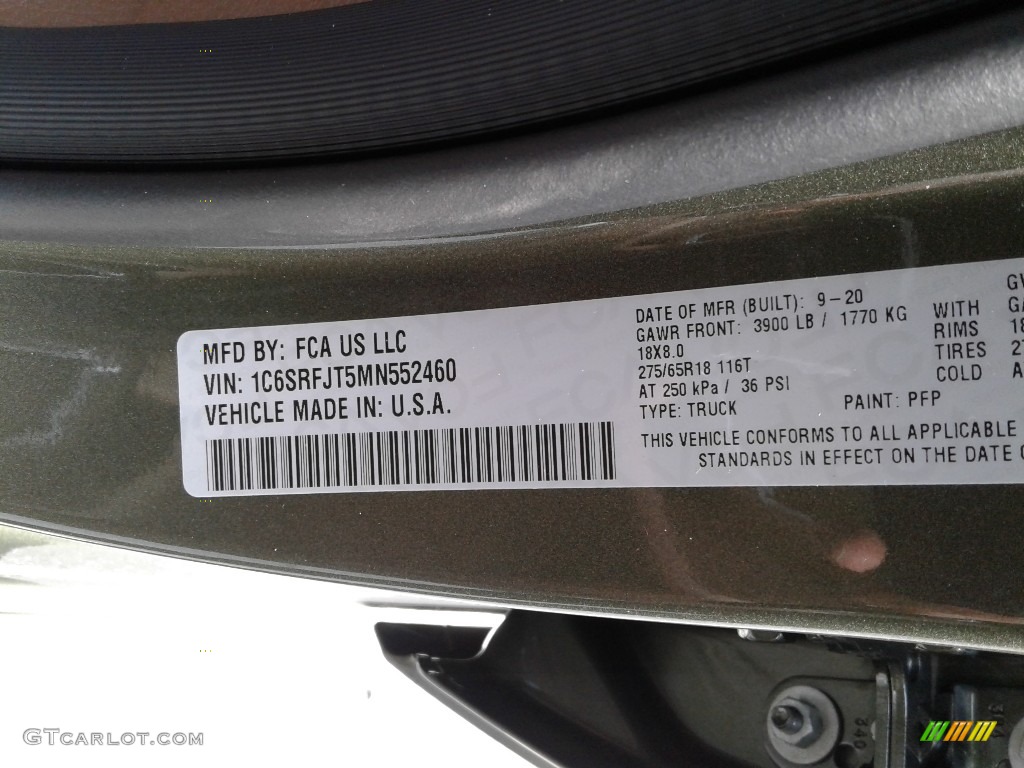 MFD BY: FCA US LLC
VIN: 1C6SRFJT5MN552460
VEHICLE MADE IN: U.S.A.
DATE OF MFR (BUILT): 9-20
GAWR FRONT: 3900 LB / 1770 KG WITH
18X8.0 RIMS
275/65R18 116T TIRES
AT 250 kPa / 36 PSI COLD
TYPE: TRUCK PAINT: PFP
THIS VEHICLE CONFORMS TO ALL APPLICABLE
STANDARDS IN EFFECT ON THE DATE
GTCarLot.com
340